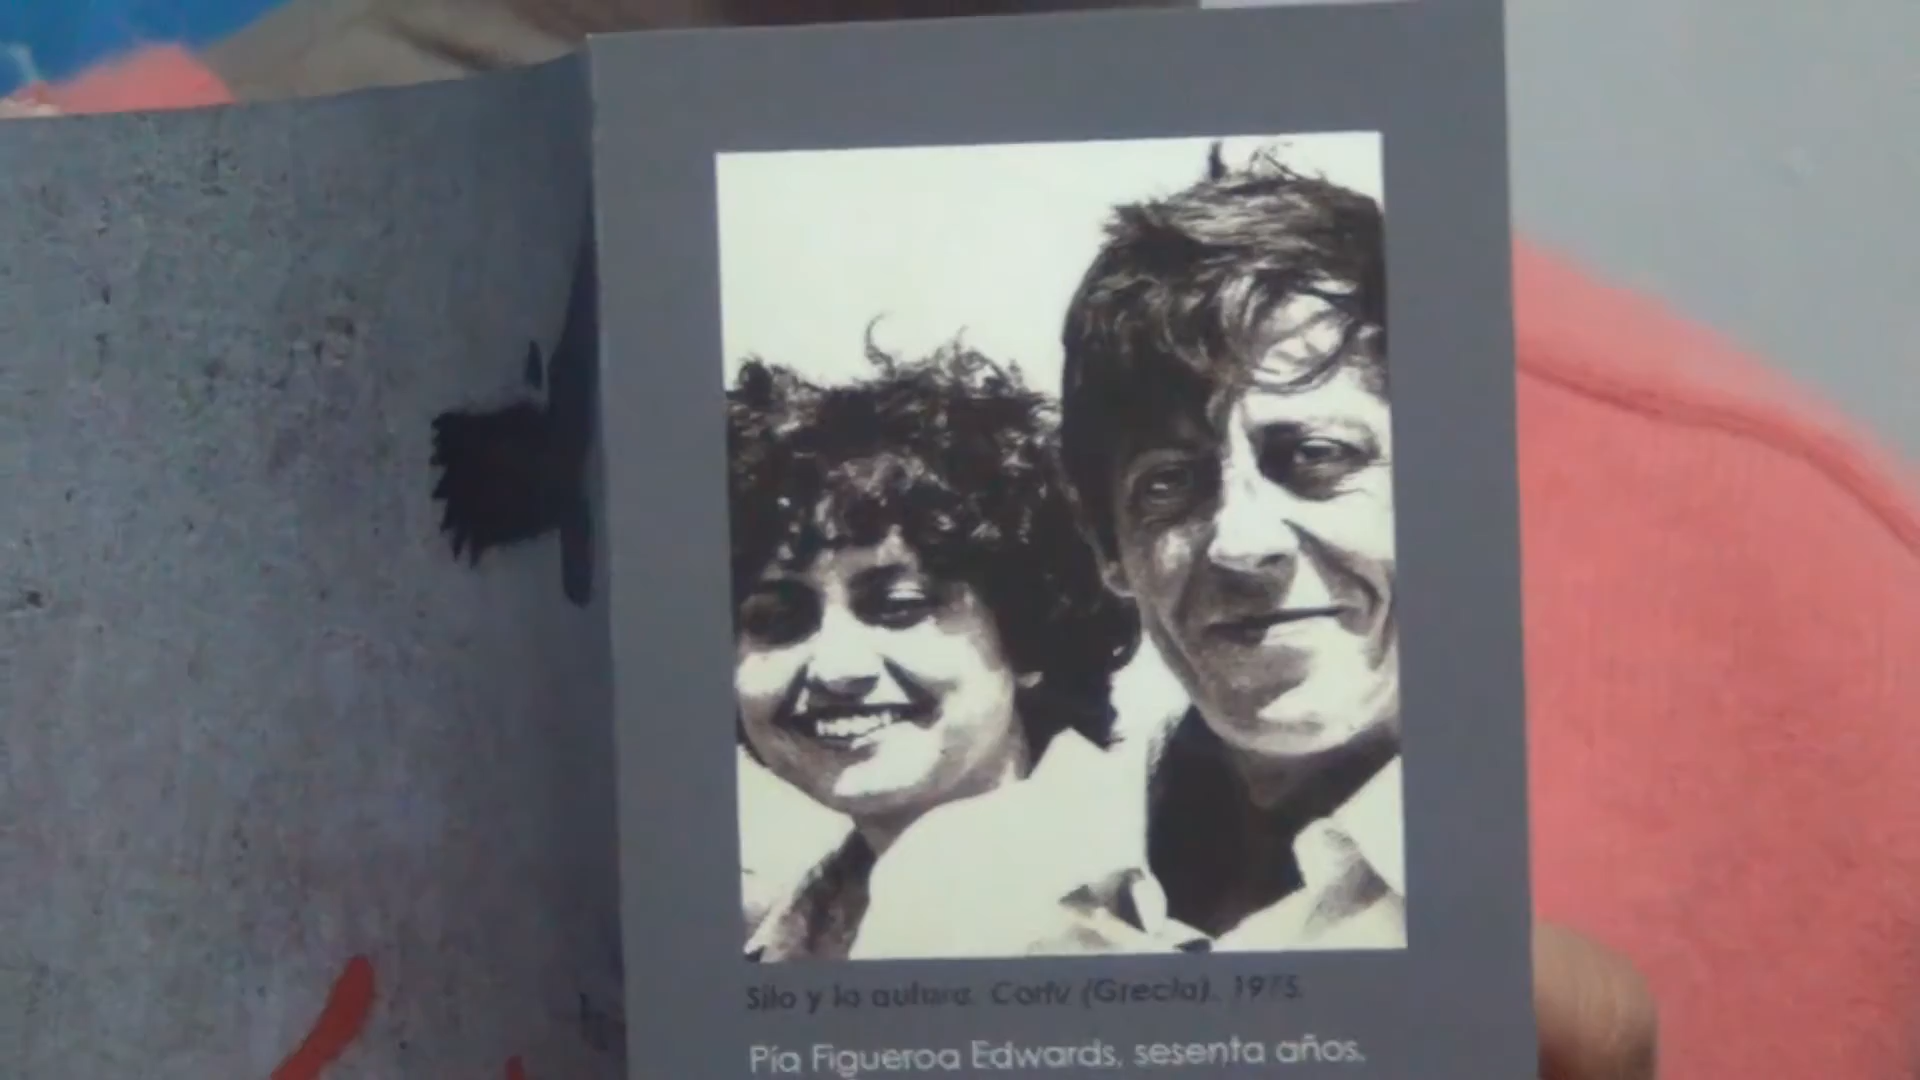 Silo y la autora. Corfu (Grecia), 1975.
Pía Figueroa Edwards, sesenta años,